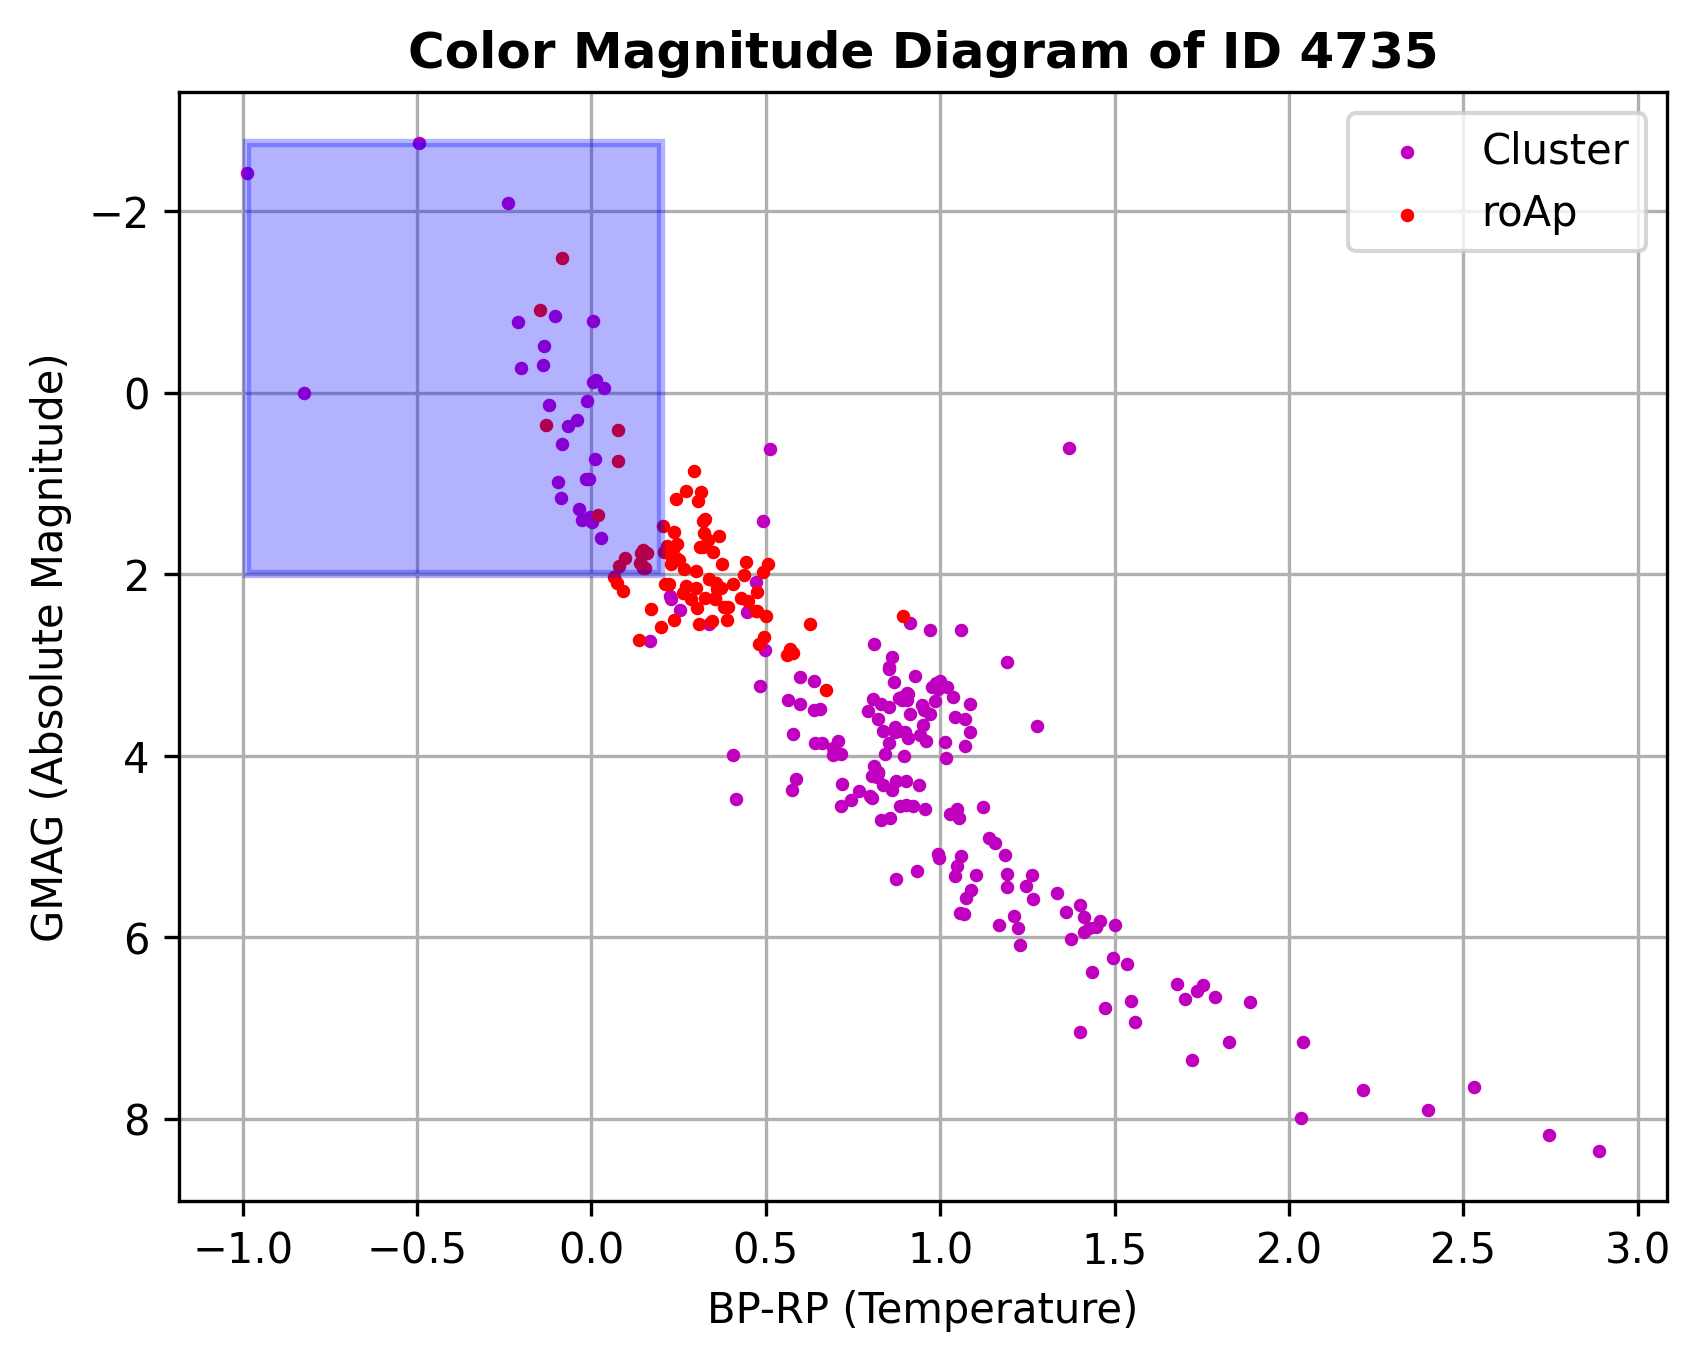 Color Magnitude Diagram of ID 4735
Cluster
roAp
GMAG (Absolute Magnitude)
−2
0
2
4
6
8
−1.0 −0.5 0.0 0.5 1.0 1.5 2.0 2.5 3.0
BP-RP (Temperature)